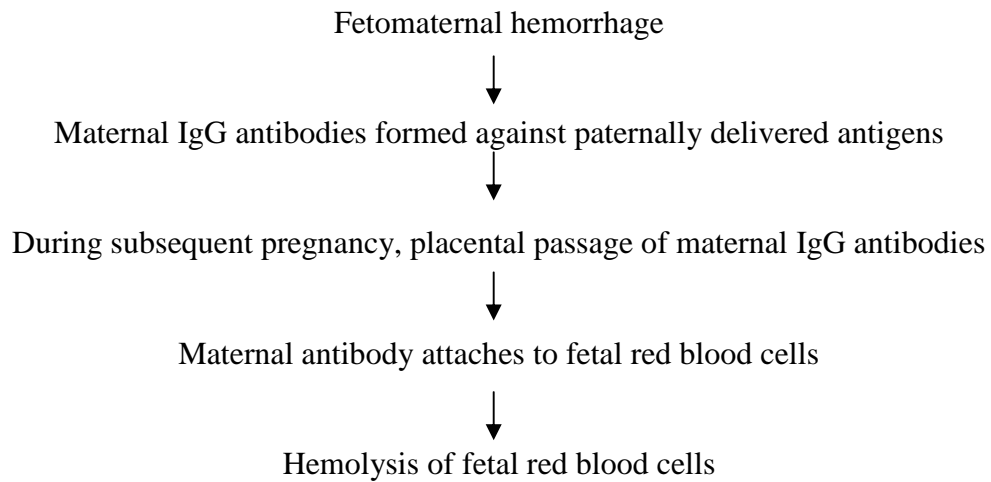 Fetomaternal hemorrhage
Maternal IgG antibodies formed against paternally delivered antigens
During subsequent pregnancy, placental passage of maternal IgG antibodies
Maternal antibody attaches to fetal red blood cells
Hemolysis of fetal red blood cells